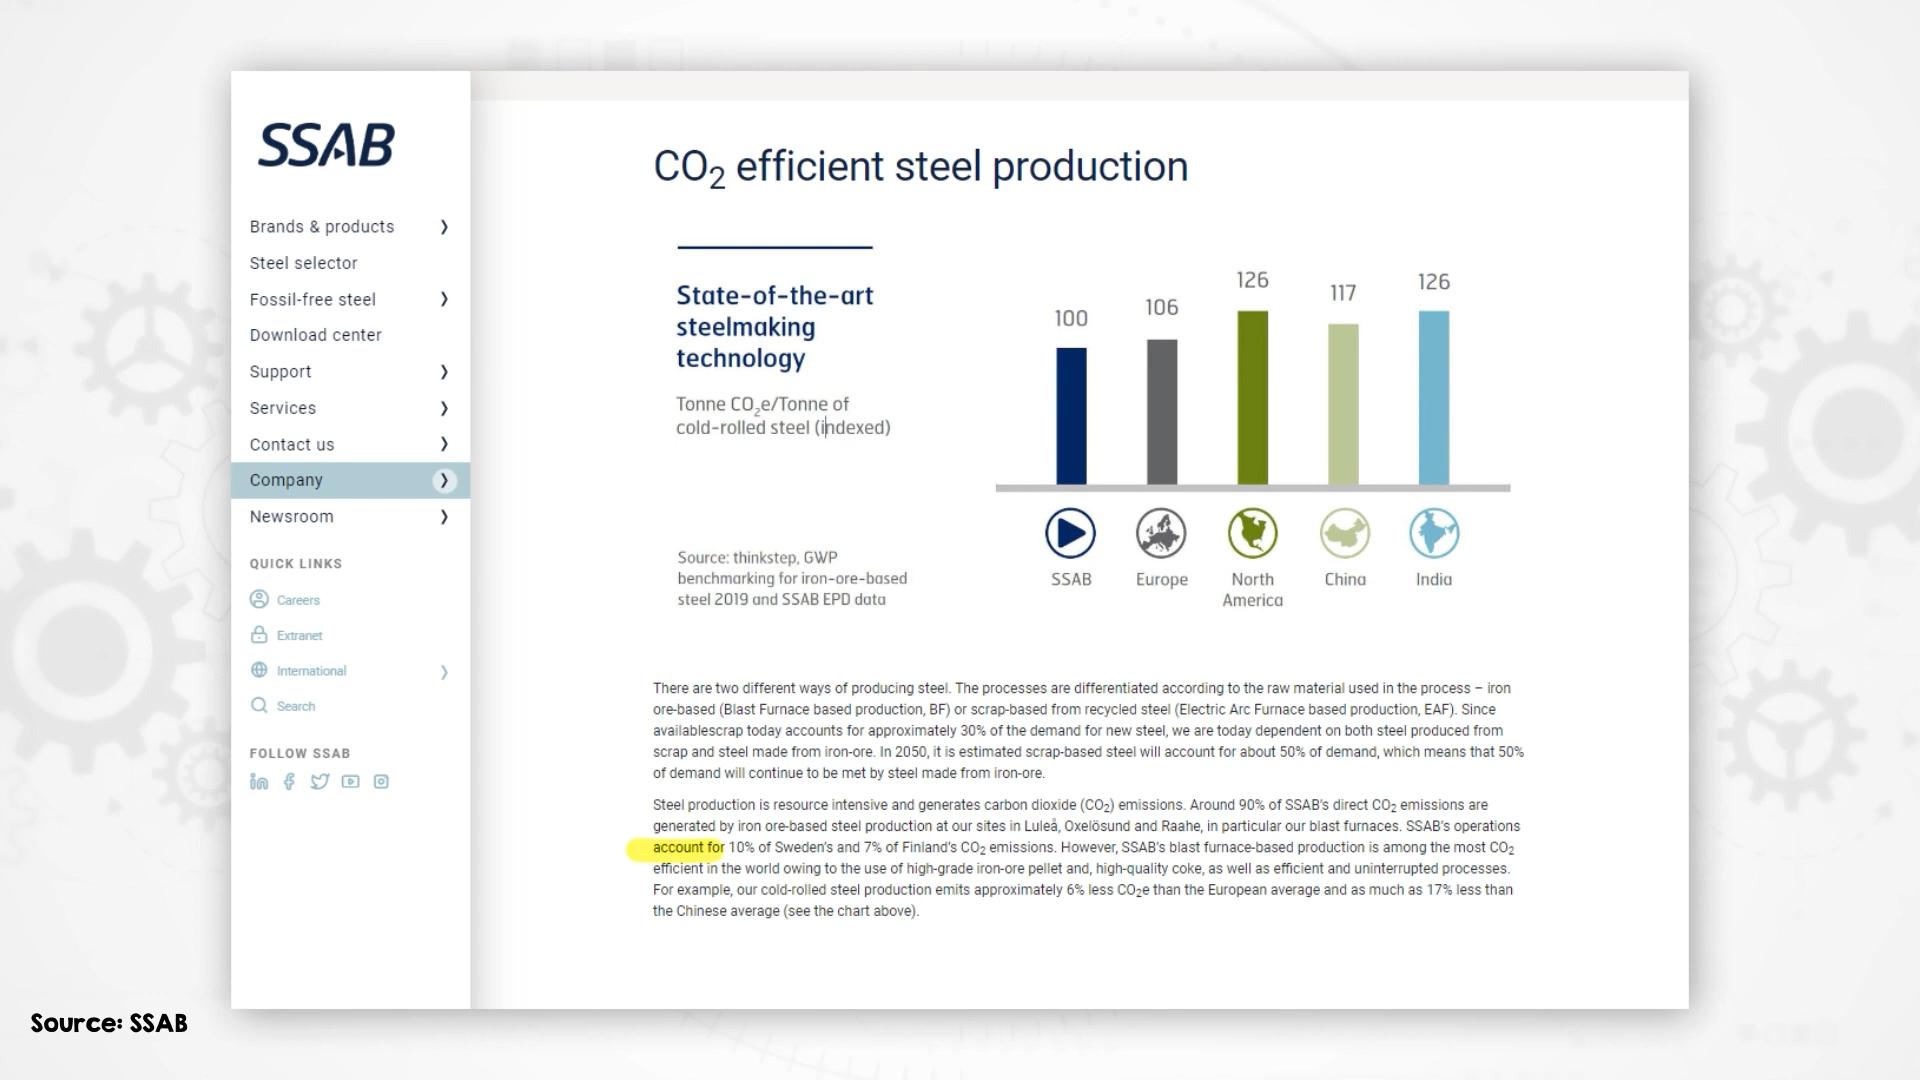 SSAB
Brands & products
Steel selector
Fossil-free steel
Download center
Support
Services
Contact us
Company
Newsroom
QUICK LINKS
Careers
Extranet
International
Search
FOLLOW SSAB
CO₂ efficient steel production
State-of-the-art
steelmaking
technology
Tonne CO₂e/Tonne of
cold-rolled steel (indexed)
Source: thinkstep, GWP
benchmarking for iron-ore-based
steel 2019 and SSAB EPD data
100
106
126
117
126
SSAB
Europe
North
America
China
India
There are two different ways of producing steel. The processes are differentiated according to the raw material used in the process – iron
ore-based (Blast Furnace based production, BF) or scrap-based from recycled steel (Electric Arc Furnace based production, EAF). Since
availablescrap today accounts for approximately 30% of the demand for new steel, we are today dependent on both steel produced from
scrap and steel made from iron-ore. In 2050, it is estimated scrap-based steel will account for about 50% of demand, which means that 50%
of demand will continue to be met by steel made from iron-ore.
Steel production is resource intensive and generates carbon dioxide (CO₂) emissions. Around 90% of SSAB's direct CO₂ emissions are
generated by iron ore-based steel production at our sites in Luleå, Oxelösund and Raahe, in particular our blast furnaces. SSAB's operations
account for 10% of Sweden's and 7% of Finland's CO₂ emissions. However, SSAB's blast furnace-based production is among the most CO₂
efficient in the world owing to the use of high-grade iron-ore pellet and, high-quality coke, as well as efficient and uninterrupted processes.
For example, our cold-rolled steel production emits approximately 6% less CO₂e than the European average and as much as 17% less than
the Chinese average (see the chart above).
Source: SSAB